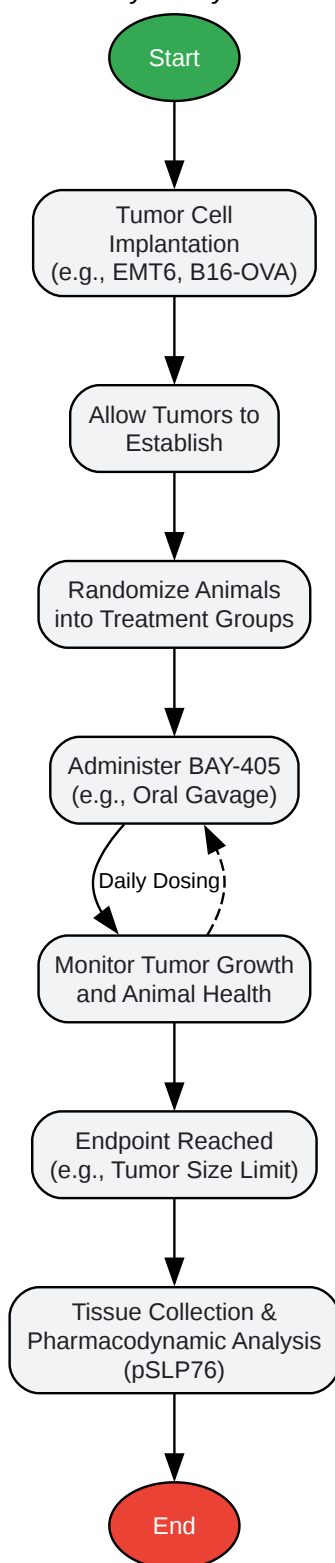 Start
Tumor Cell
Implantation
(e.g., EMT6, B16-OVA)
Allow Tumors to
Establish
Randomize Animals
into Treatment Groups
Administer BAY-405
(e.g., Oral Gavage)
Daily Dosing
Monitor Tumor Growth
and Animal Health
Endpoint Reached
(e.g., Tumor Size Limit)
Tissue Collection &
Pharmacodynamic Analysis
(pSLP76)
End